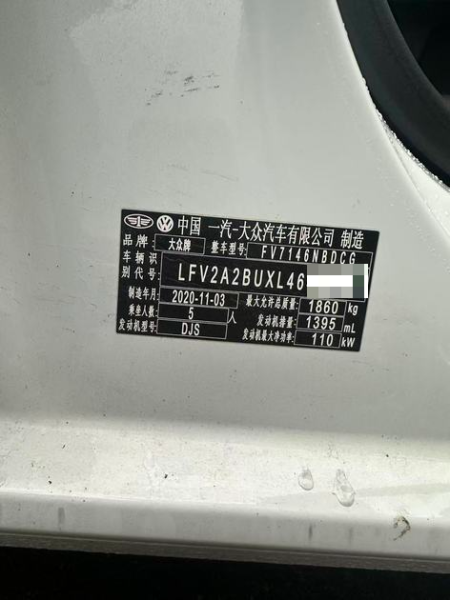 中国 一汽-大众汽车有限公司 制造
品牌: 大众牌 整车型号: FV7146NBDCG
车辆识别代号: LFV2A2BUXL46
制造年月: 2020-11-03 最大允许总质量: 1860 kg
乘坐人数: 5 人 发动机排量: 1395 mL
发动机型号: DJS 发动机最大净功率: 110 kW